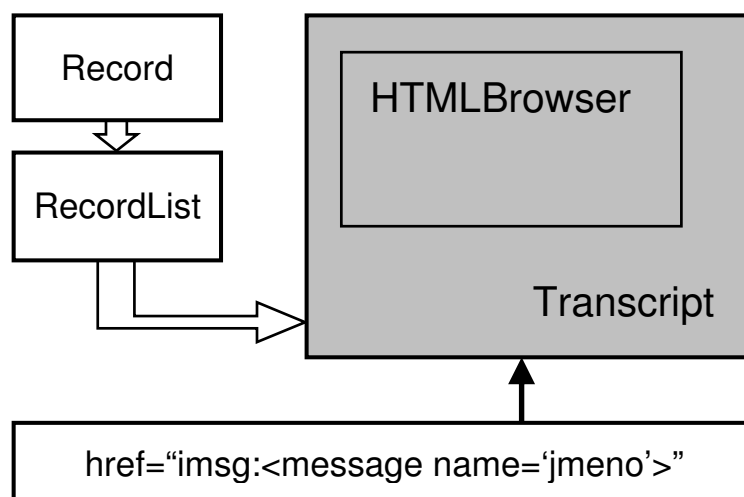 Record
HTMLBrowser
RecordList
Transcript
href=“imsg:<message name=‘jmeno’>”